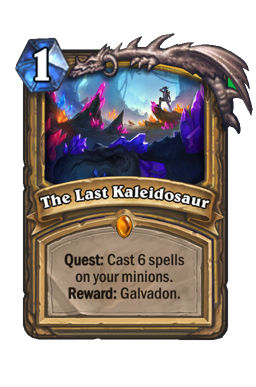 1
The Last Kaleidosaur
Quest: Cast 6 spells
on your minions.
Reward: Galvadon.